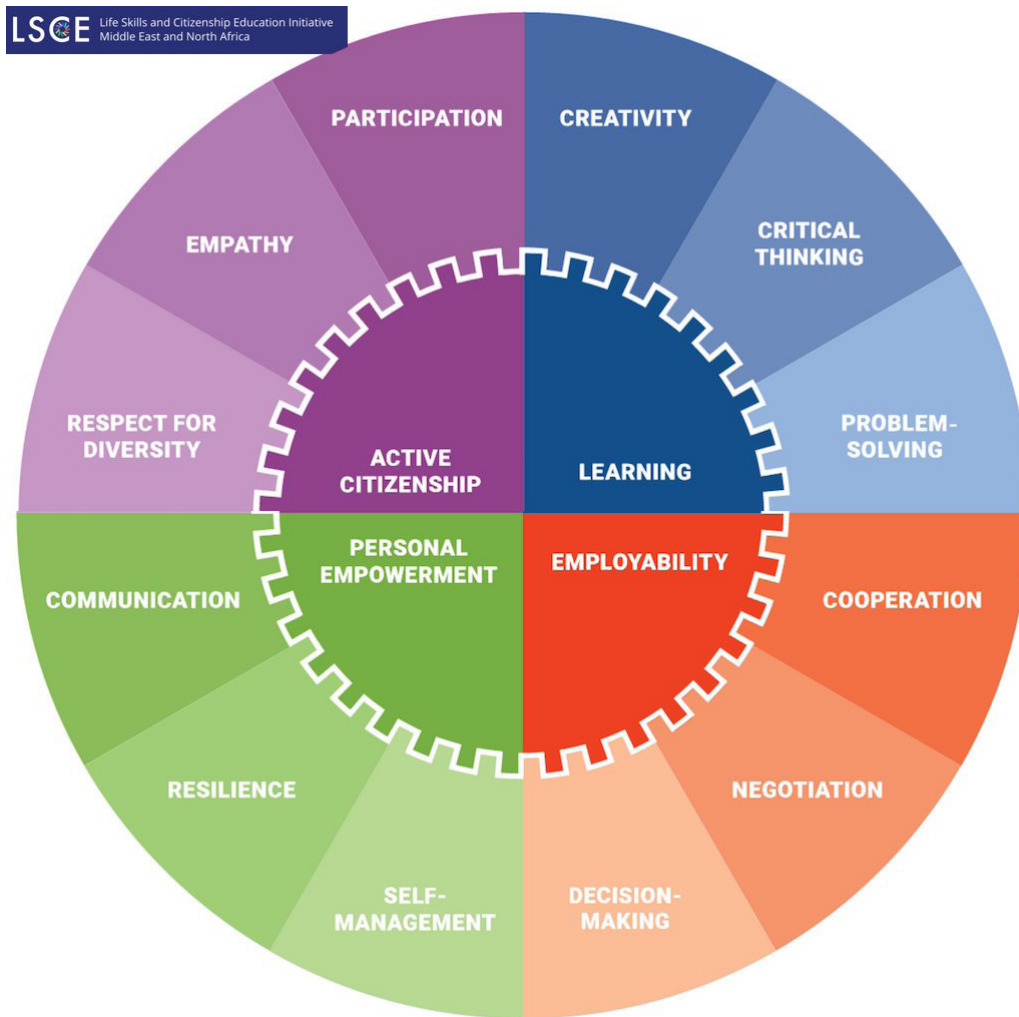 LSCE
Life Skills and Citizenship Education Initiative
Middle East and North Africa
PARTICIPATION
CREATIVITY
EMPATHY
CRITICAL
THINKING
RESPECT FOR
DIVERSITY
PROBLEM-
SOLVING
ACTIVE
CITIZENSHIP
LEARNING
PERSONAL
EMPOWERMENT
EMPLOYABILITY
COMMUNICATION
COOPERATION
RESILIENCE
NEGOTIATION
SELF-
MANAGEMENT
DECISION-
MAKING